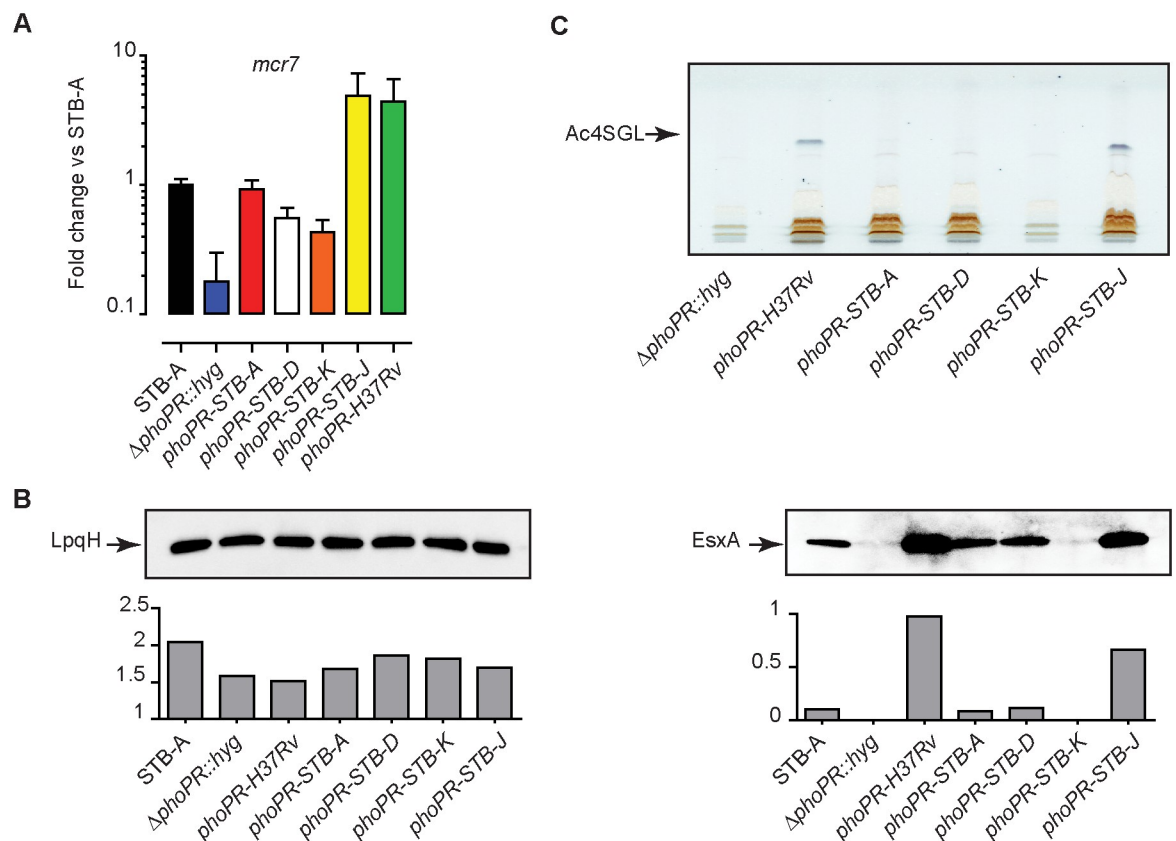 A
Fold change vs STB-A
mcr7
10
1
0.1
STB-A
ΔphoPR::hyg
phoPR-STB-A
phoPR-STB-D
phoPR-STB-K
phoPR-STB-J
phoPR-H37Rv
C
Ac4SGL
ΔphoPR::hyg
phoPR-H37Rv
phoPR-STB-A
phoPR-STB-D
phoPR-STB-K
phoPR-STB-J
B
LpqH
2.5
2
1.5
1
STB-A
ΔphoPR::hyg
phoPR-H37Rv
phoPR-STB-A
phoPR-STB-D
phoPR-STB-K
phoPR-STB-J
EsxA
1
0.5
0
STB-A
ΔphoPR::hyg
phoPR-H37Rv
phoPR-STB-A
phoPR-STB-D
phoPR-STB-K
phoPR-STB-J